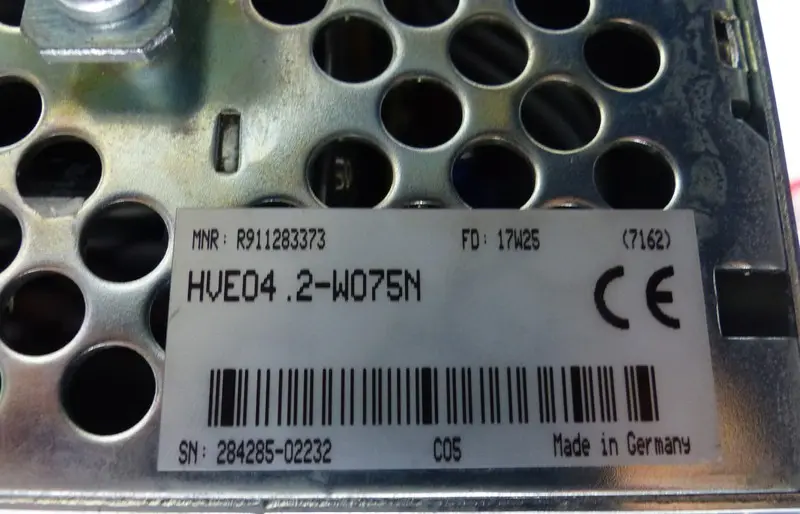 MNR: R911283373 FD: 17W25 (7162)
HVE04.2-W075N
CE
SN: 284285-02232 C05 Made in Germany